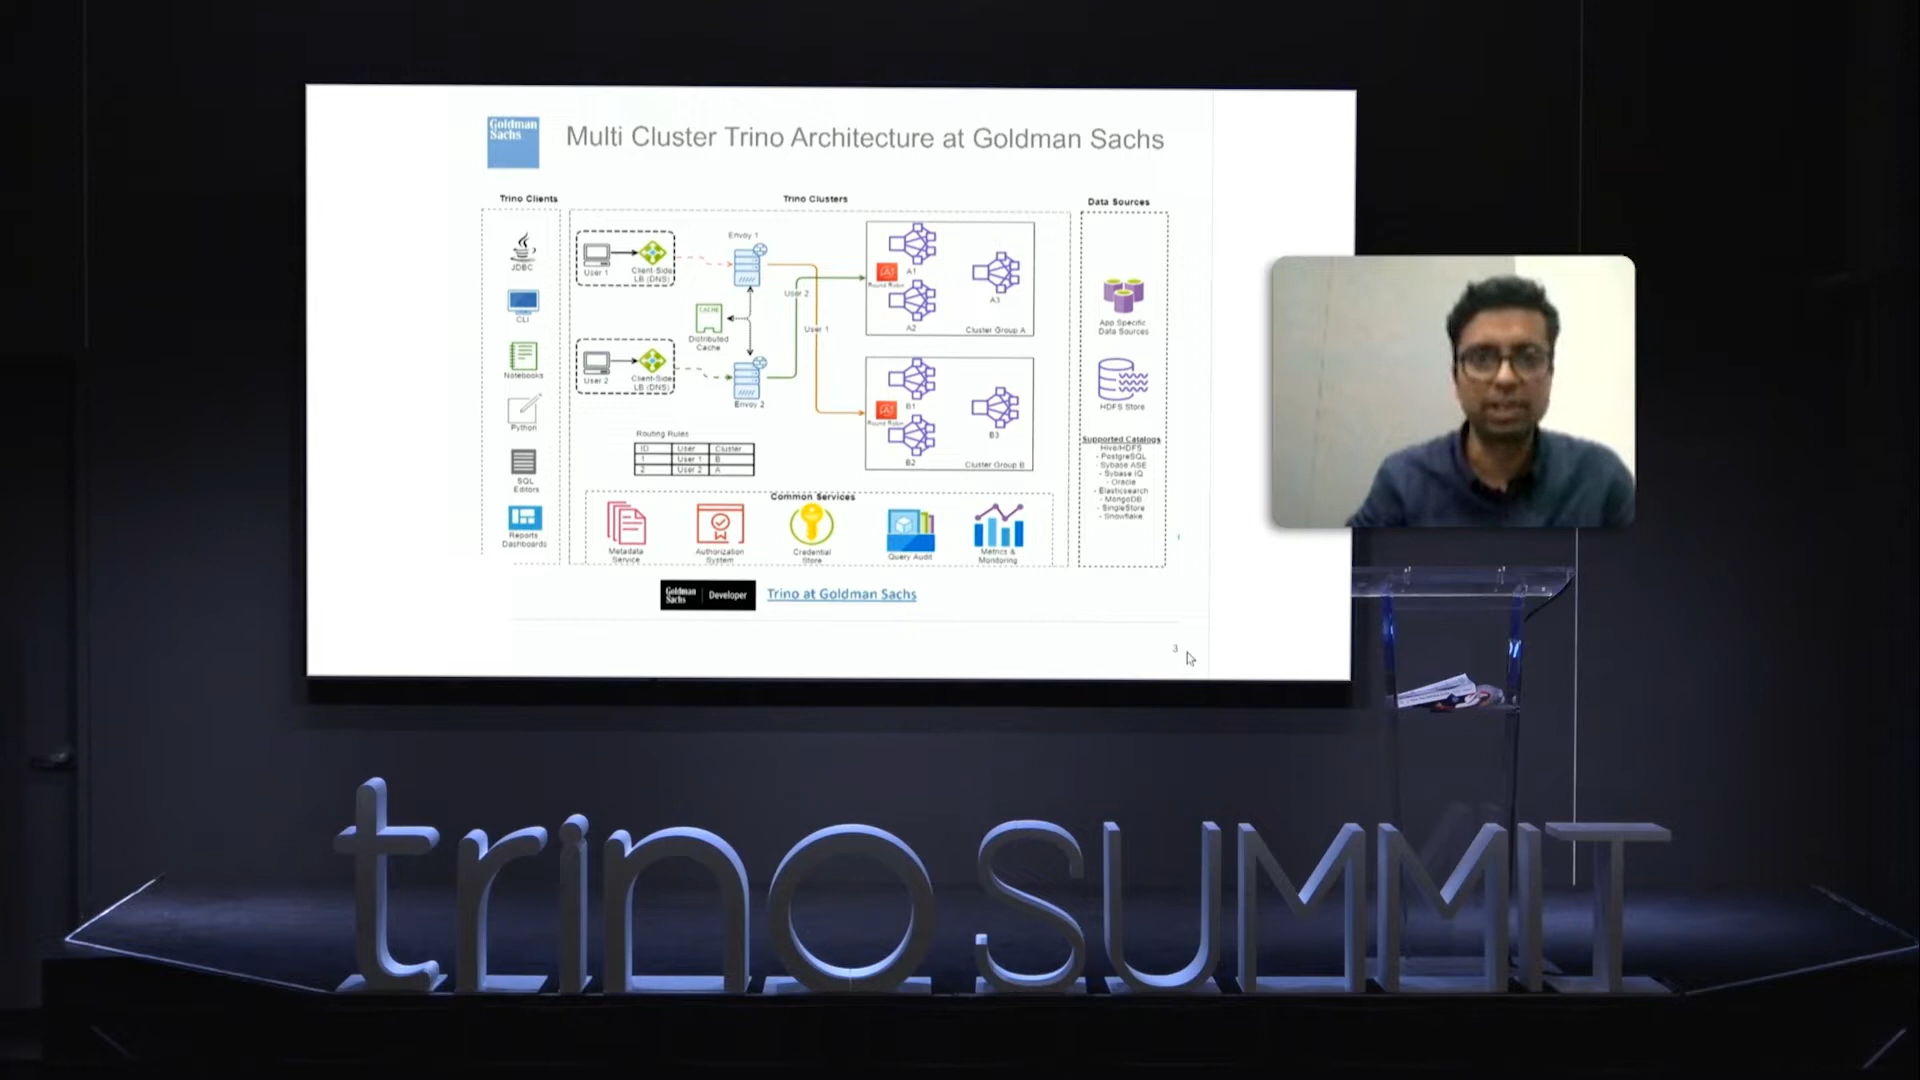 Goldman
Sachs
Multi Cluster Trino Architecture at Goldman Sachs
Trino Clients
JDBC
CLI
Notebooks
Python
SQL
Editors
Reports
Dashboards
Trino Clusters
User 1
Client-Side
LB (DNS)
Envoy 1
CACHE
Distributed
Cache
User 2
Client-Side
LB (DNS)
Envoy 2
User 2
User 1
Routing Rules
ID User Cluster
1 User 1 B
2 User 2 A
A1
Round Robin
A2
A3
Cluster Group A
B1
Round Robin
B2
B3
Cluster Group B
Common Services
Metadata
Service
Authorization
System
Credential
Store
Query Audit
Metrics &
Monitoring
Data Sources
App Specific
Data Sources
HDFS Store
Supported Catalogs
Hive/HDFS
- PostgreSQL
- Sybase ASE
- Sybase IQ
- Oracle
- Elasticsearch
- MongoDB
- SingleStore
- Snowflake
Goldman
Sachs
Developer
Trino at Goldman Sachs
3
trino SUMMIT